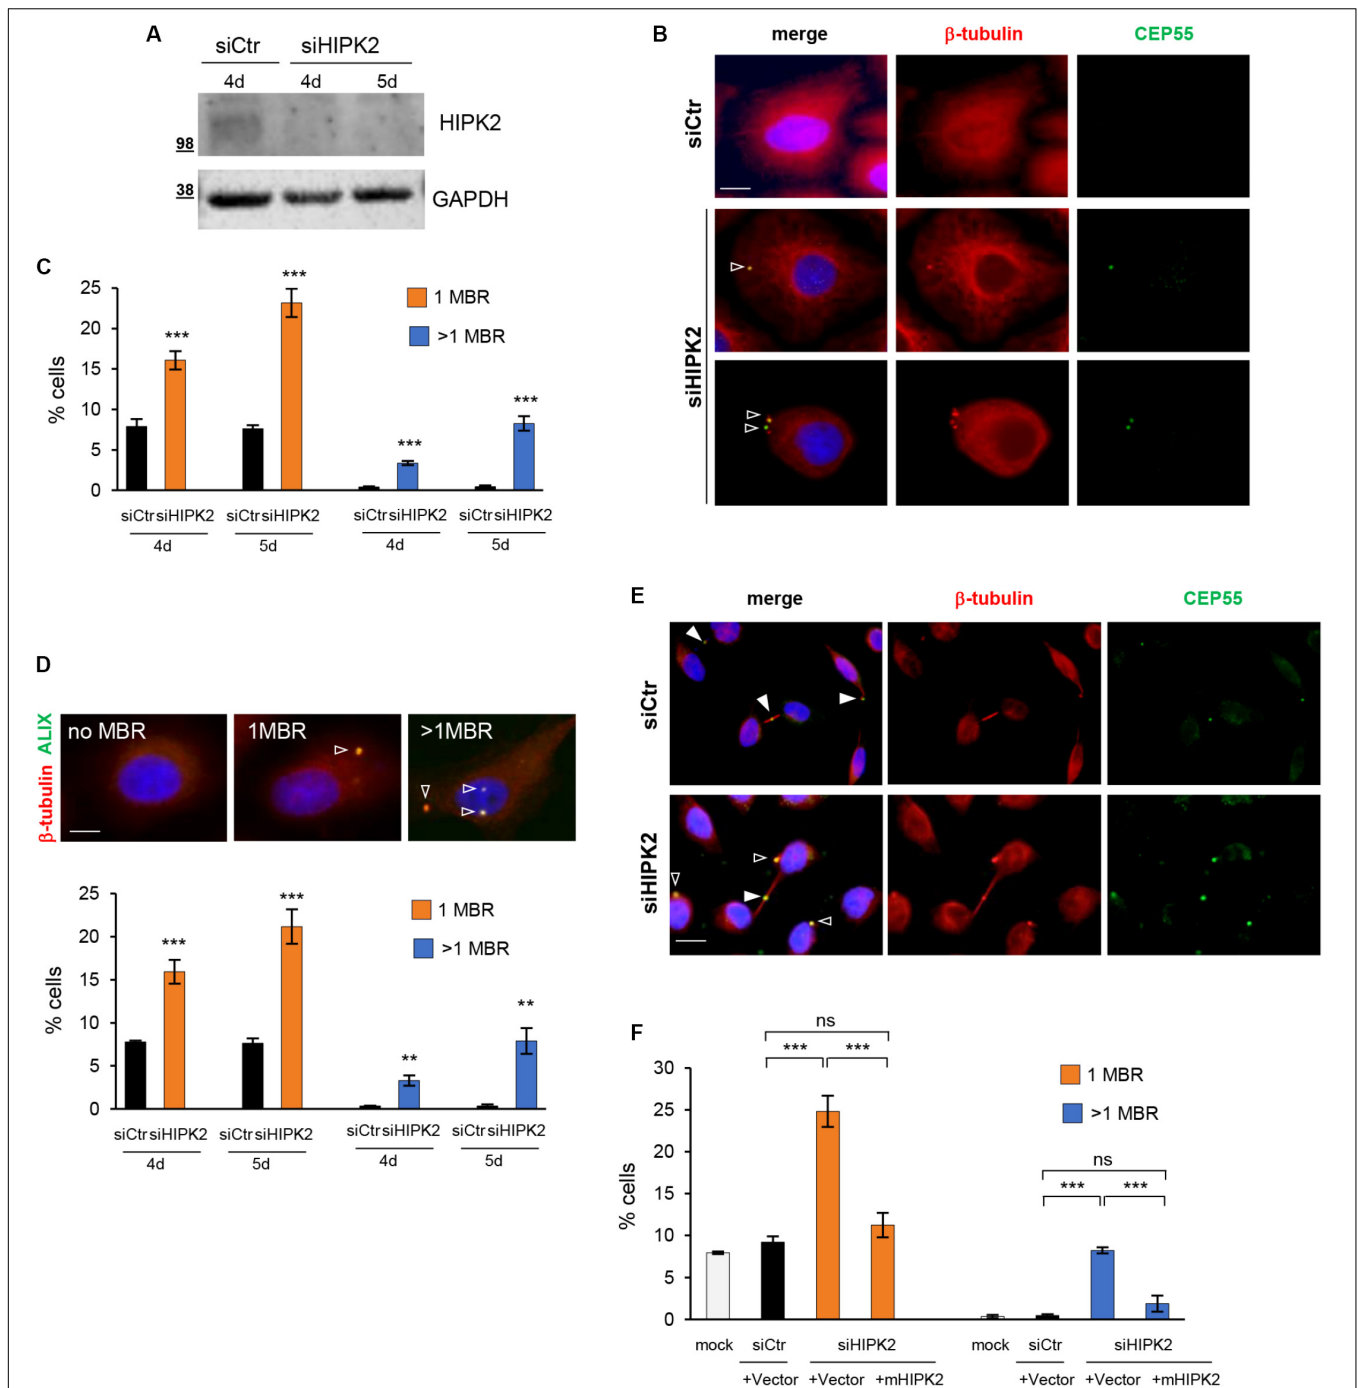 A
siCtr siHIPK2
4d 4d 5d
HIPK2
98
38
GAPDH
B
merge β-tubulin CEP55
siCtr
siHIPK2
C
25
20
15
10
5
0
% cells
*** *** *** ***
1 MBR
>1 MBR
siCtr siHIPK2 siCtr siHIPK2 siCtr siHIPK2 siCtr siHIPK2
4d 5d 4d 5d
D
β-tubulin ALIX
no MBR 1MBR >1MBR
25
20
15
10
5
0
% cells
*** *** ** **
1 MBR
>1 MBR
siCtr siHIPK2 siCtr siHIPK2 siCtr siHIPK2 siCtr siHIPK2
4d 5d 4d 5d
E
merge β-tubulin CEP55
siCtr
siHIPK2
F
30
25
20
15
10
5
0
% cells
ns
*** ***
1 MBR
>1 MBR
ns
*** ***
mock siCtr siHIPK2 mock siCtr siHIPK2
+Vector +Vector +mHIPK2 +Vector +Vector +mHIPK2